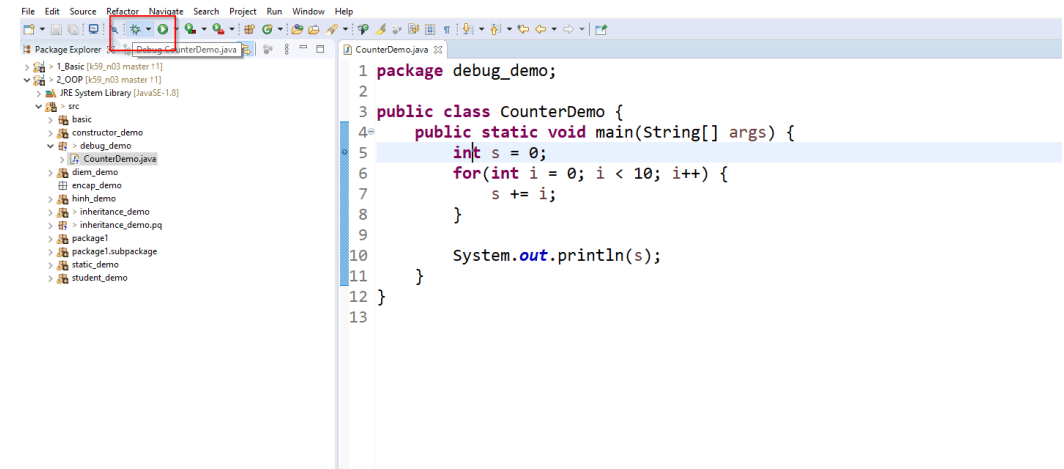 File Edit Source Refactor Navigate Search Project Run Window Help
Package Explorer
Debug CounterDemo.java
CounterDemo.java
> 1_Basic [k59_n03 master ↑1]
> 2_OOP [k59_n03 master ↑1]
JRE System Library [JavaSE-1.8]
> src
basic
constructor_demo
> debug_demo
CounterDemo.java
diem_demo
encap_demo
hinh_demo
> inheritance_demo
> inheritance_demo.pq
package1
package1.subpackage
static_demo
student_demo
1 package debug_demo;
2
3 public class CounterDemo {
4 public static void main(String[] args) {
5 int s = 0;
6 for(int i = 0; i < 10; i++) {
7 s += i;
8 }
9
10 System.out.println(s);
11 }
12 }
13